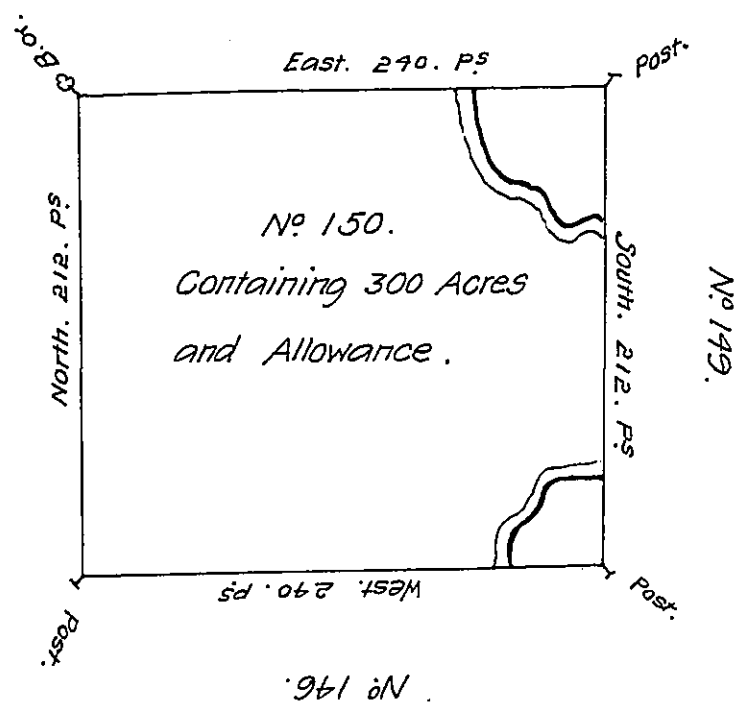 B.O.
East. 240. Ps
Post.
North. 212. Ps
No 150.
Containing 300 Acres
and Allowance.
South. 212. Ps
No. 149.
West. 240. Ps
Post.
Post.
No 146.